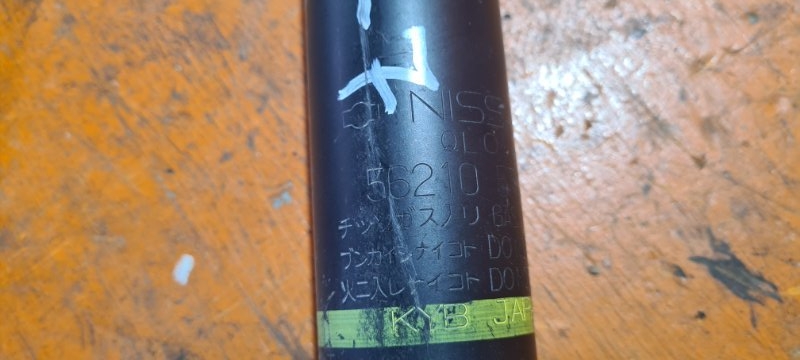 NISS
56210
チッソガスノリ
ブンカイシナイコト DO
火ニ入レナイコト DO
KYB JAP